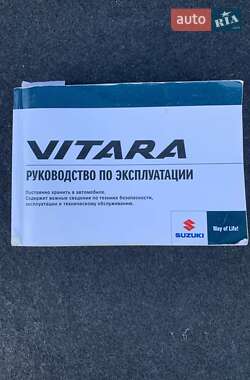 auto RIA
VITARA
РУКОВОДСТВО ПО ЭКСПЛУАТАЦИИ
Постоянно хранить в автомобиле.
Содержит важные сведения по технике безопасности,
эксплуатации и техническому обслуживанию.
SUZUKI
Way of Life!